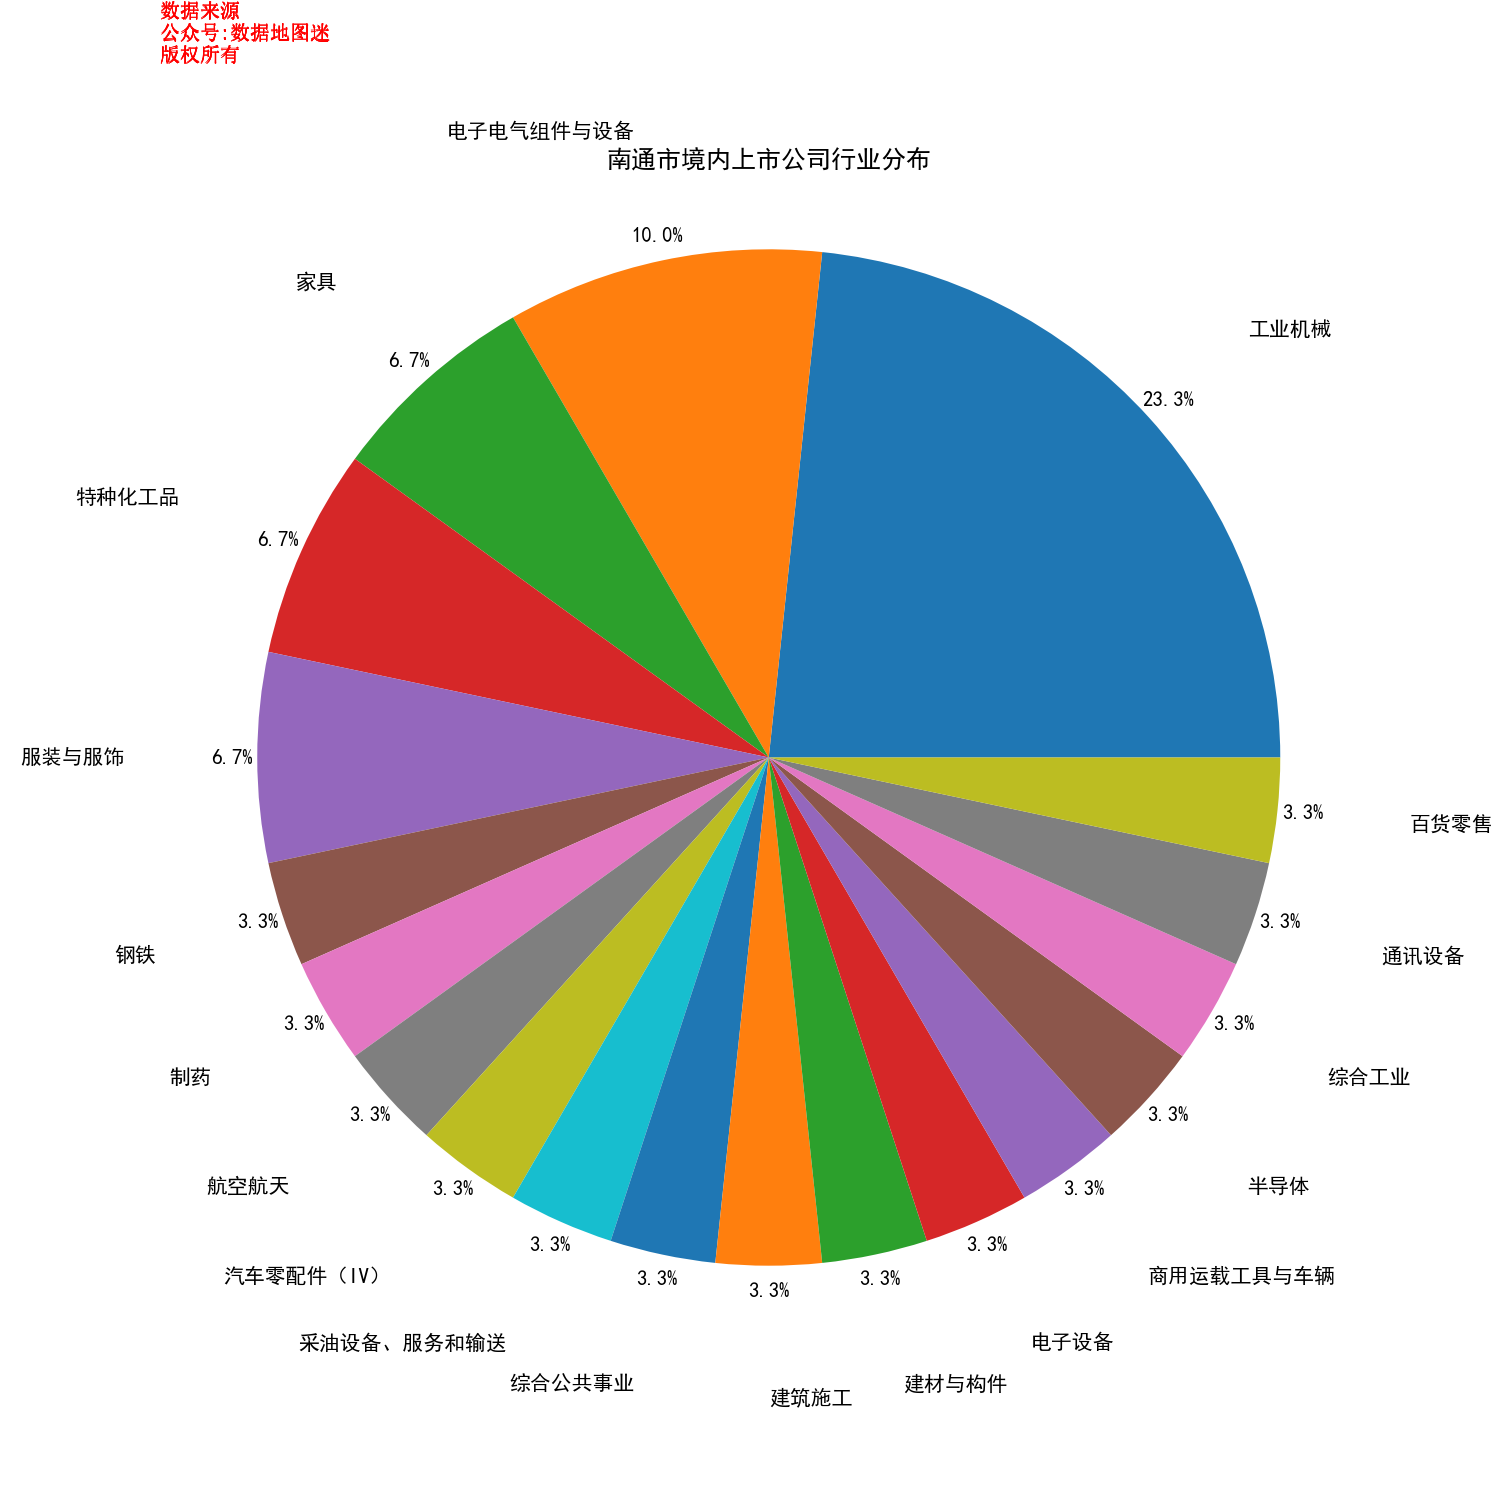 数据来源
公众号:数据地图迷
版权所有
电子电气组件与设备
南通市境内上市公司行业分布
10.0%
家具
工业机械
6.7%
23.3%
特种化工品
6.7%
服装与服饰
6.7%
3.3%
百货零售
3.3%
3.3%
钢铁
通讯设备
3.3%
3.3%
制药
综合工业
3.3%
3.3%
航空航天
半导体
3.3%
3.3%
3.3%
3.3%
汽车零配件（IV）
3.3%
3.3%
商用运载工具与车辆
3.3%
采油设备、服务和输送
电子设备
综合公共事业
建材与构件
建筑施工